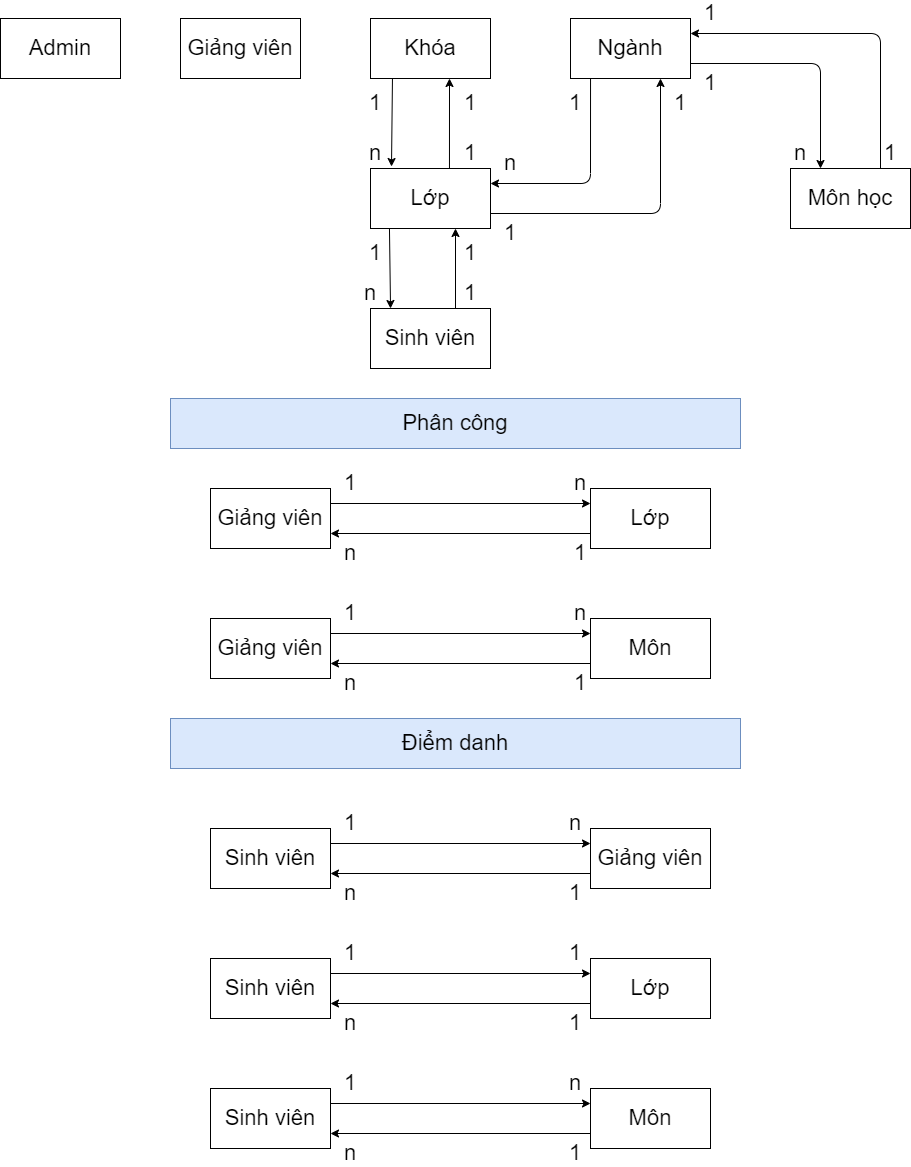 Admin
Giảng viên
Khóa
Ngành
1
1
1
1
1
1
n
1
n
n
1
Lớp
Môn học
1
1
1
n
1
Sinh viên
Phân công
1
n
Giảng viên
Lớp
n
1
1
n
Giảng viên
Môn
n
1
Điểm danh
1
n
Sinh viên
Giảng viên
n
1
1
1
Sinh viên
Lớp
n
1
1
n
Sinh viên
Môn
n
1